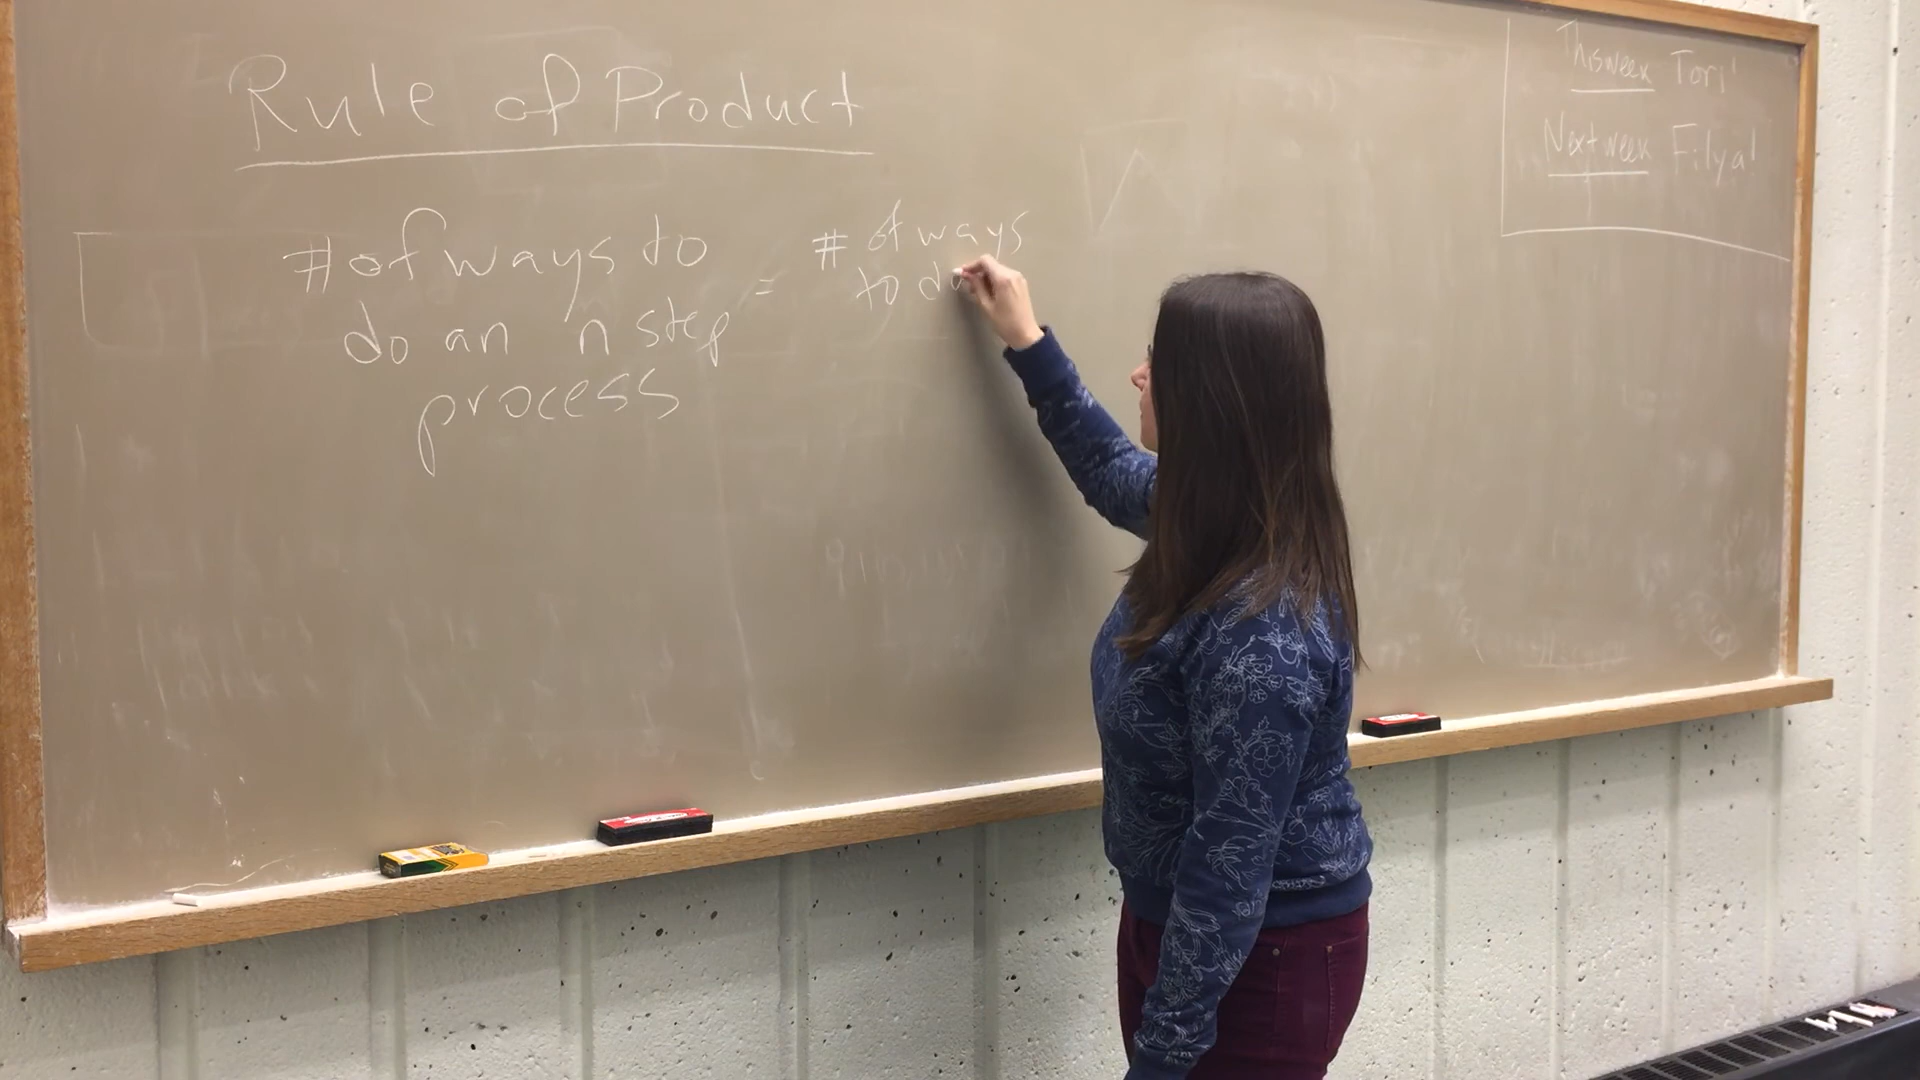 Rule of Product
# of ways to
do an n step
process
=
# of ways
to do
This week Tori
Next week Filya!